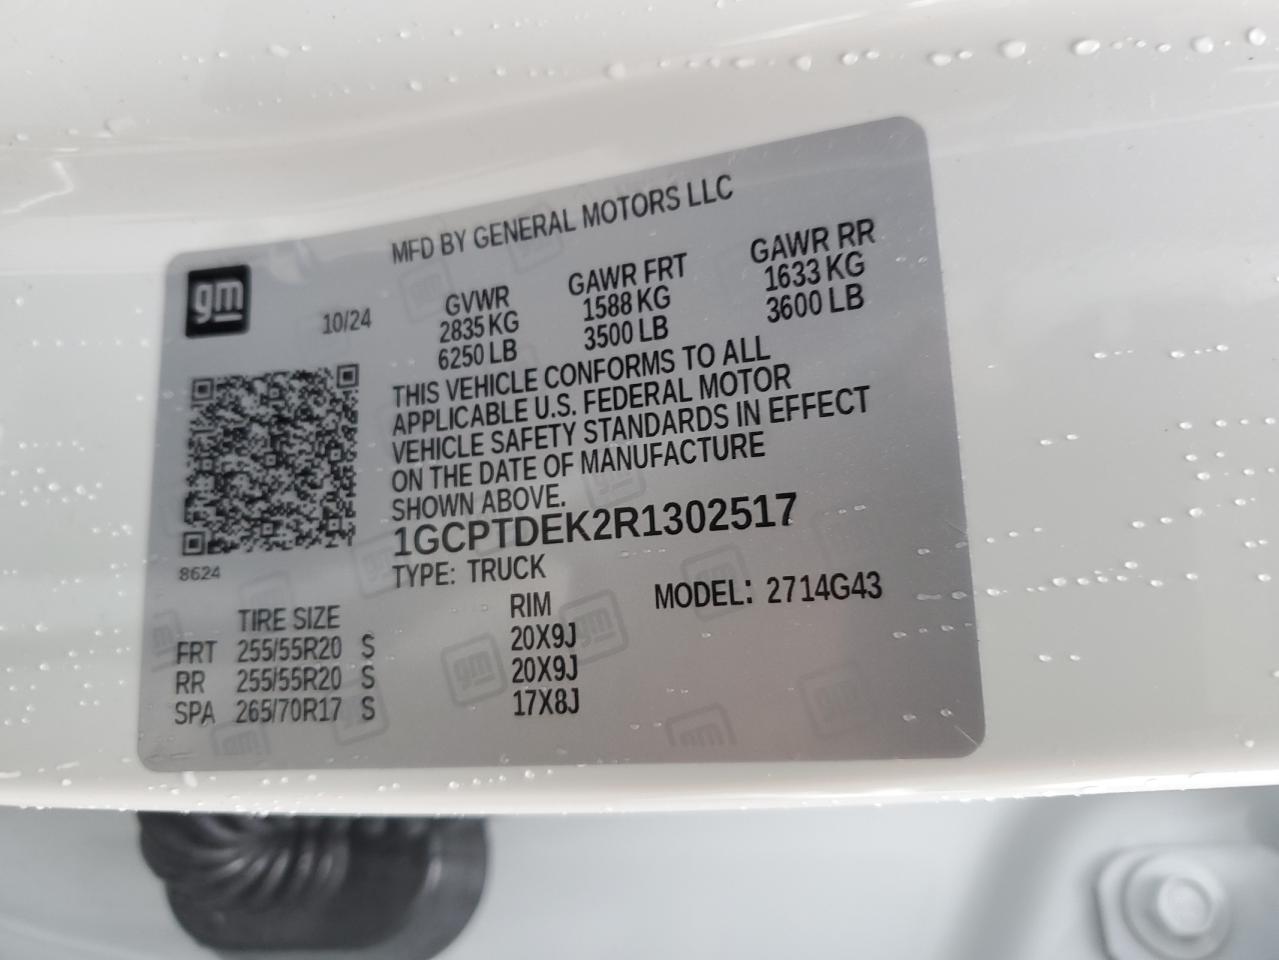 MFD BY GENERAL MOTORS LLC
gm
10/24
GVWR GAWR FRT GAWR RR
2835 KG 1588 KG 1633 KG
6250 LB 3500 LB 3600 LB
THIS VEHICLE CONFORMS TO ALL
APPLICABLE U.S. FEDERAL MOTOR
VEHICLE SAFETY STANDARDS IN EFFECT
ON THE DATE OF MANUFACTURE
SHOWN ABOVE.
1GCPTDEK2R1302517
8624
TYPE: TRUCK
MODEL: 2714G43
TIRE SIZE RIM
FRT 255/55R20 S 20X9J
RR 255/55R20 S 20X9J
SPA 265/70R17 S 17X8J